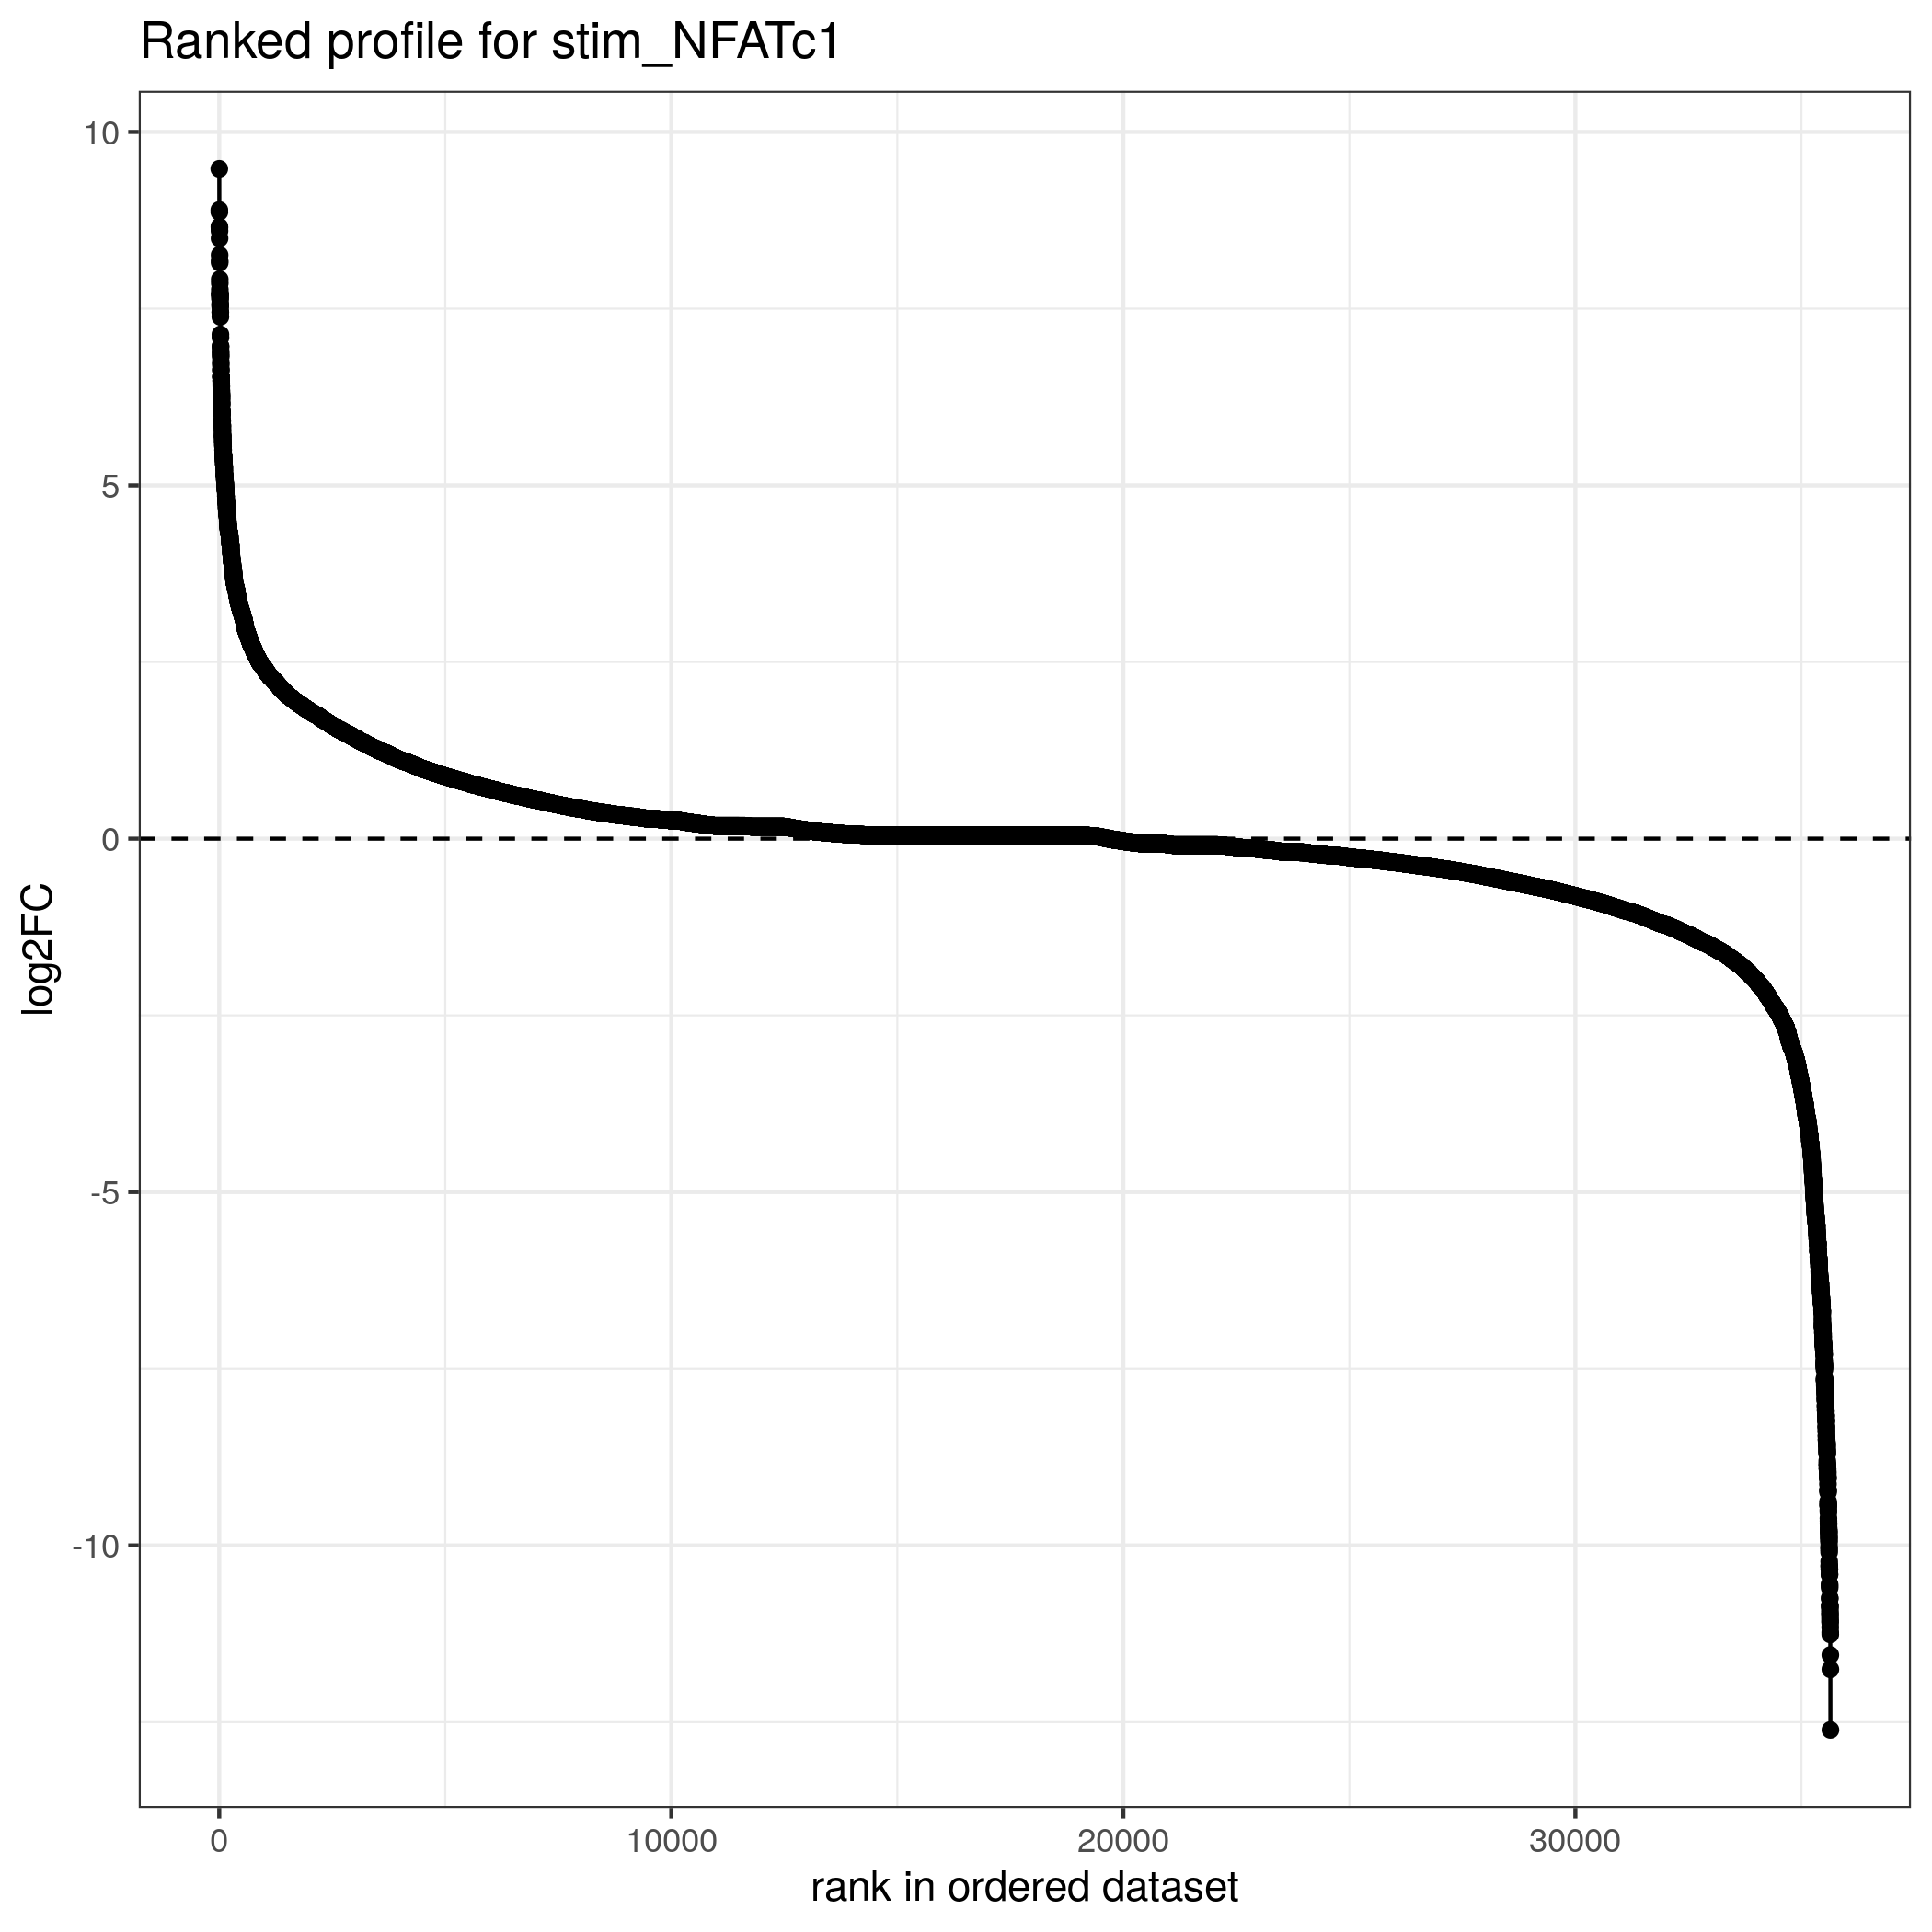 Ranked profile for stim_NFATc1
10
5
0
-5
-10
log2FC
0 10000 20000 30000
rank in ordered dataset